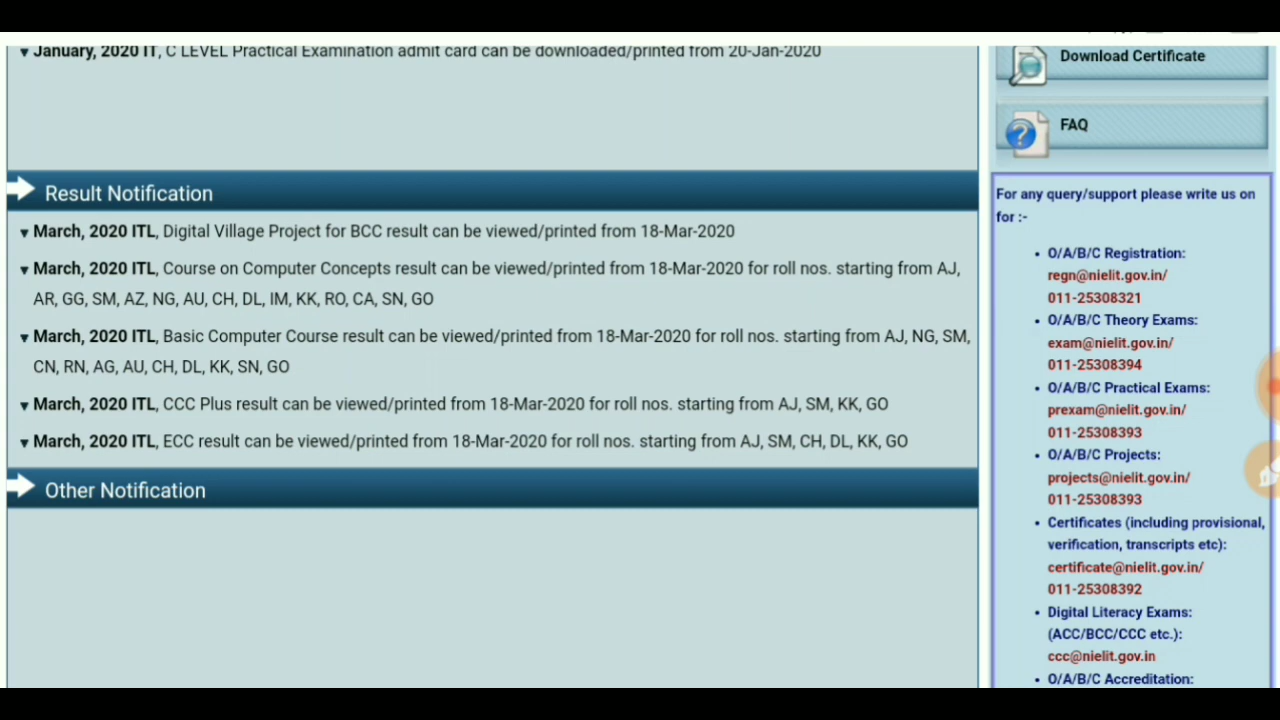 January, 2020 IT, C LEVEL Practical Examination admit card can be downloaded/printed from 20-Jan-2020
Result Notification
March, 2020 ITL, Digital Village Project for BCC result can be viewed/printed from 18-Mar-2020
March, 2020 ITL, Course on Computer Concepts result can be viewed/printed from 18-Mar-2020 for roll nos. starting from AJ,
AR, GG, SM, AZ, NG, AU, CH, DL, IM, KK, RO, CA, SN, GO
March, 2020 ITL, Basic Computer Course result can be viewed/printed from 18-Mar-2020 for roll nos. starting from AJ, NG, SM,
CN, RN, AG, AU, CH, DL, KK, SN, GO
March, 2020 ITL, CCC Plus result can be viewed/printed from 18-Mar-2020 for roll nos. starting from AJ, SM, KK, GO
March, 2020 ITL, ECC result can be viewed/printed from 18-Mar-2020 for roll nos. starting from AJ, SM, CH, DL, KK, GO
Other Notification
Download Certificate
FAQ
For any query/support please write us on
for :-
O/A/B/C Registration:
regn@nielit.gov.in/
011-25308321
O/A/B/C Theory Exams:
exam@nielit.gov.in/
011-25308394
O/A/B/C Practical Exams:
prexam@nielit.gov.in/
011-25308393
O/A/B/C Projects:
projects@nielit.gov.in/
011-25308393
Certificates (including provisional,
verification, transcripts etc):
certificate@nielit.gov.in/
011-25308392
Digital Literacy Exams:
(ACC/BCC/CCC etc.):
ccc@nielit.gov.in
O/A/B/C Accreditation: